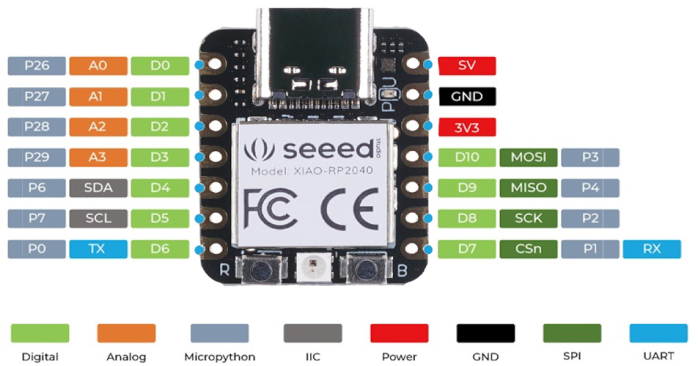 P26 A0 D0 5V
P27 A1 D1 GND
P28 A2 D2 3V3
P29 A3 D3 D10 MOSI P3
P6 SDA D4 D9 MISO P4
P7 SCL D5 D8 SCK P2
P0 TX D6 D7 CSn P1 RX
P U
seeed studio
Model: XIAO-RP2040
FC CE
R B
Digital Analog Micropython IIC Power GND SPI UART